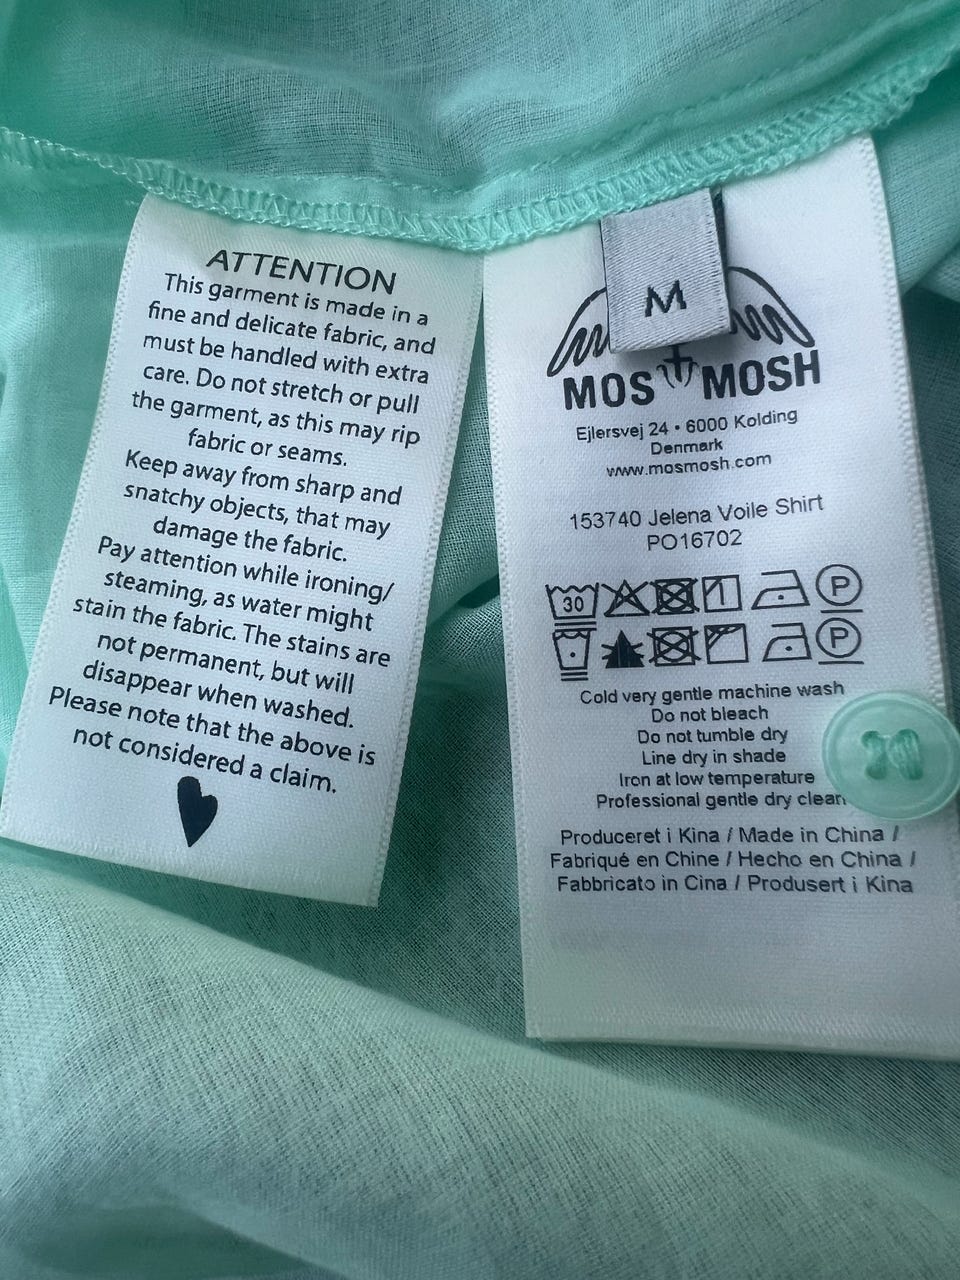 ATTENTION
This garment is made in a
fine and delicate fabric, and
must be handled with extra
care. Do not stretch or pull
the garment, as this may rip
fabric or seams.
Keep away from sharp and
snatchy objects, that may
damage the fabric.
Pay attention while ironing/
steaming, as water might
stain the fabric. The stains are
not permanent, but will
disappear when washed.
Please note that the above is
not considered a claim.
M
MOS MOSH
Ejlersvej 24 • 6000 Kolding
Denmark
www.mosmosh.com
153740 Jelena Voile Shirt
PO16702
30 P
P
Cold very gentle machine wash
Do not bleach
Do not tumble dry
Line dry in shade
Iron at low temperature
Professional gentle dry clean
Produceret i Kina / Made in China /
Fabriqué en Chine / Hecho en China /
Fabbricato in Cina / Produsert i Kina